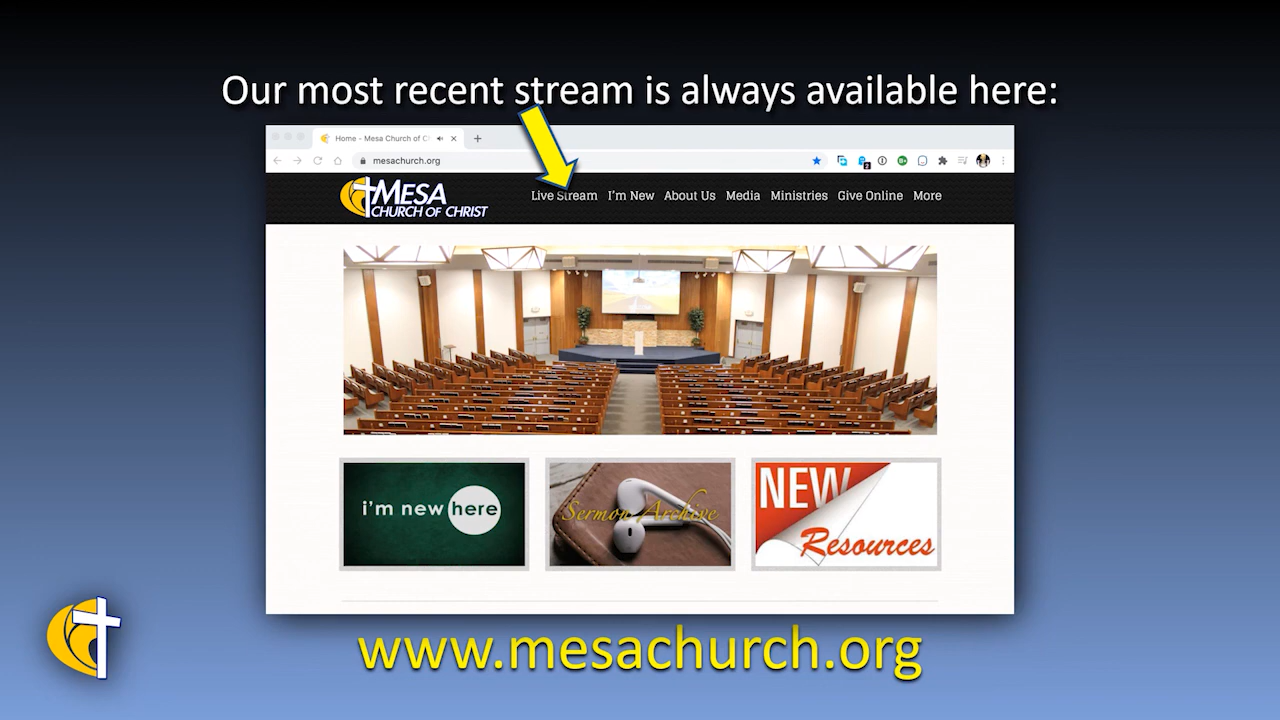 Our most recent stream is always available here:
Home - Mesa Church of C
mesachurch.org
2
MESA
CHURCH OF CHRIST
Live Stream I'm New About Us Media Ministries Give Online More
i'm new here
Sermon Archive
NEW
Resources
www.mesachurch.org